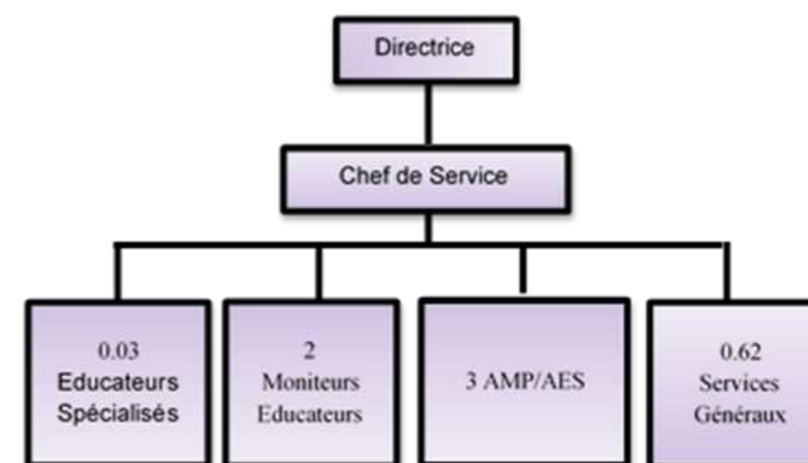 Directrice
Chef de Service
0.03
Educateurs
Spécialisés
2
Moniteurs
Educateurs
3 AMP/AES
0.62
Services
Généraux